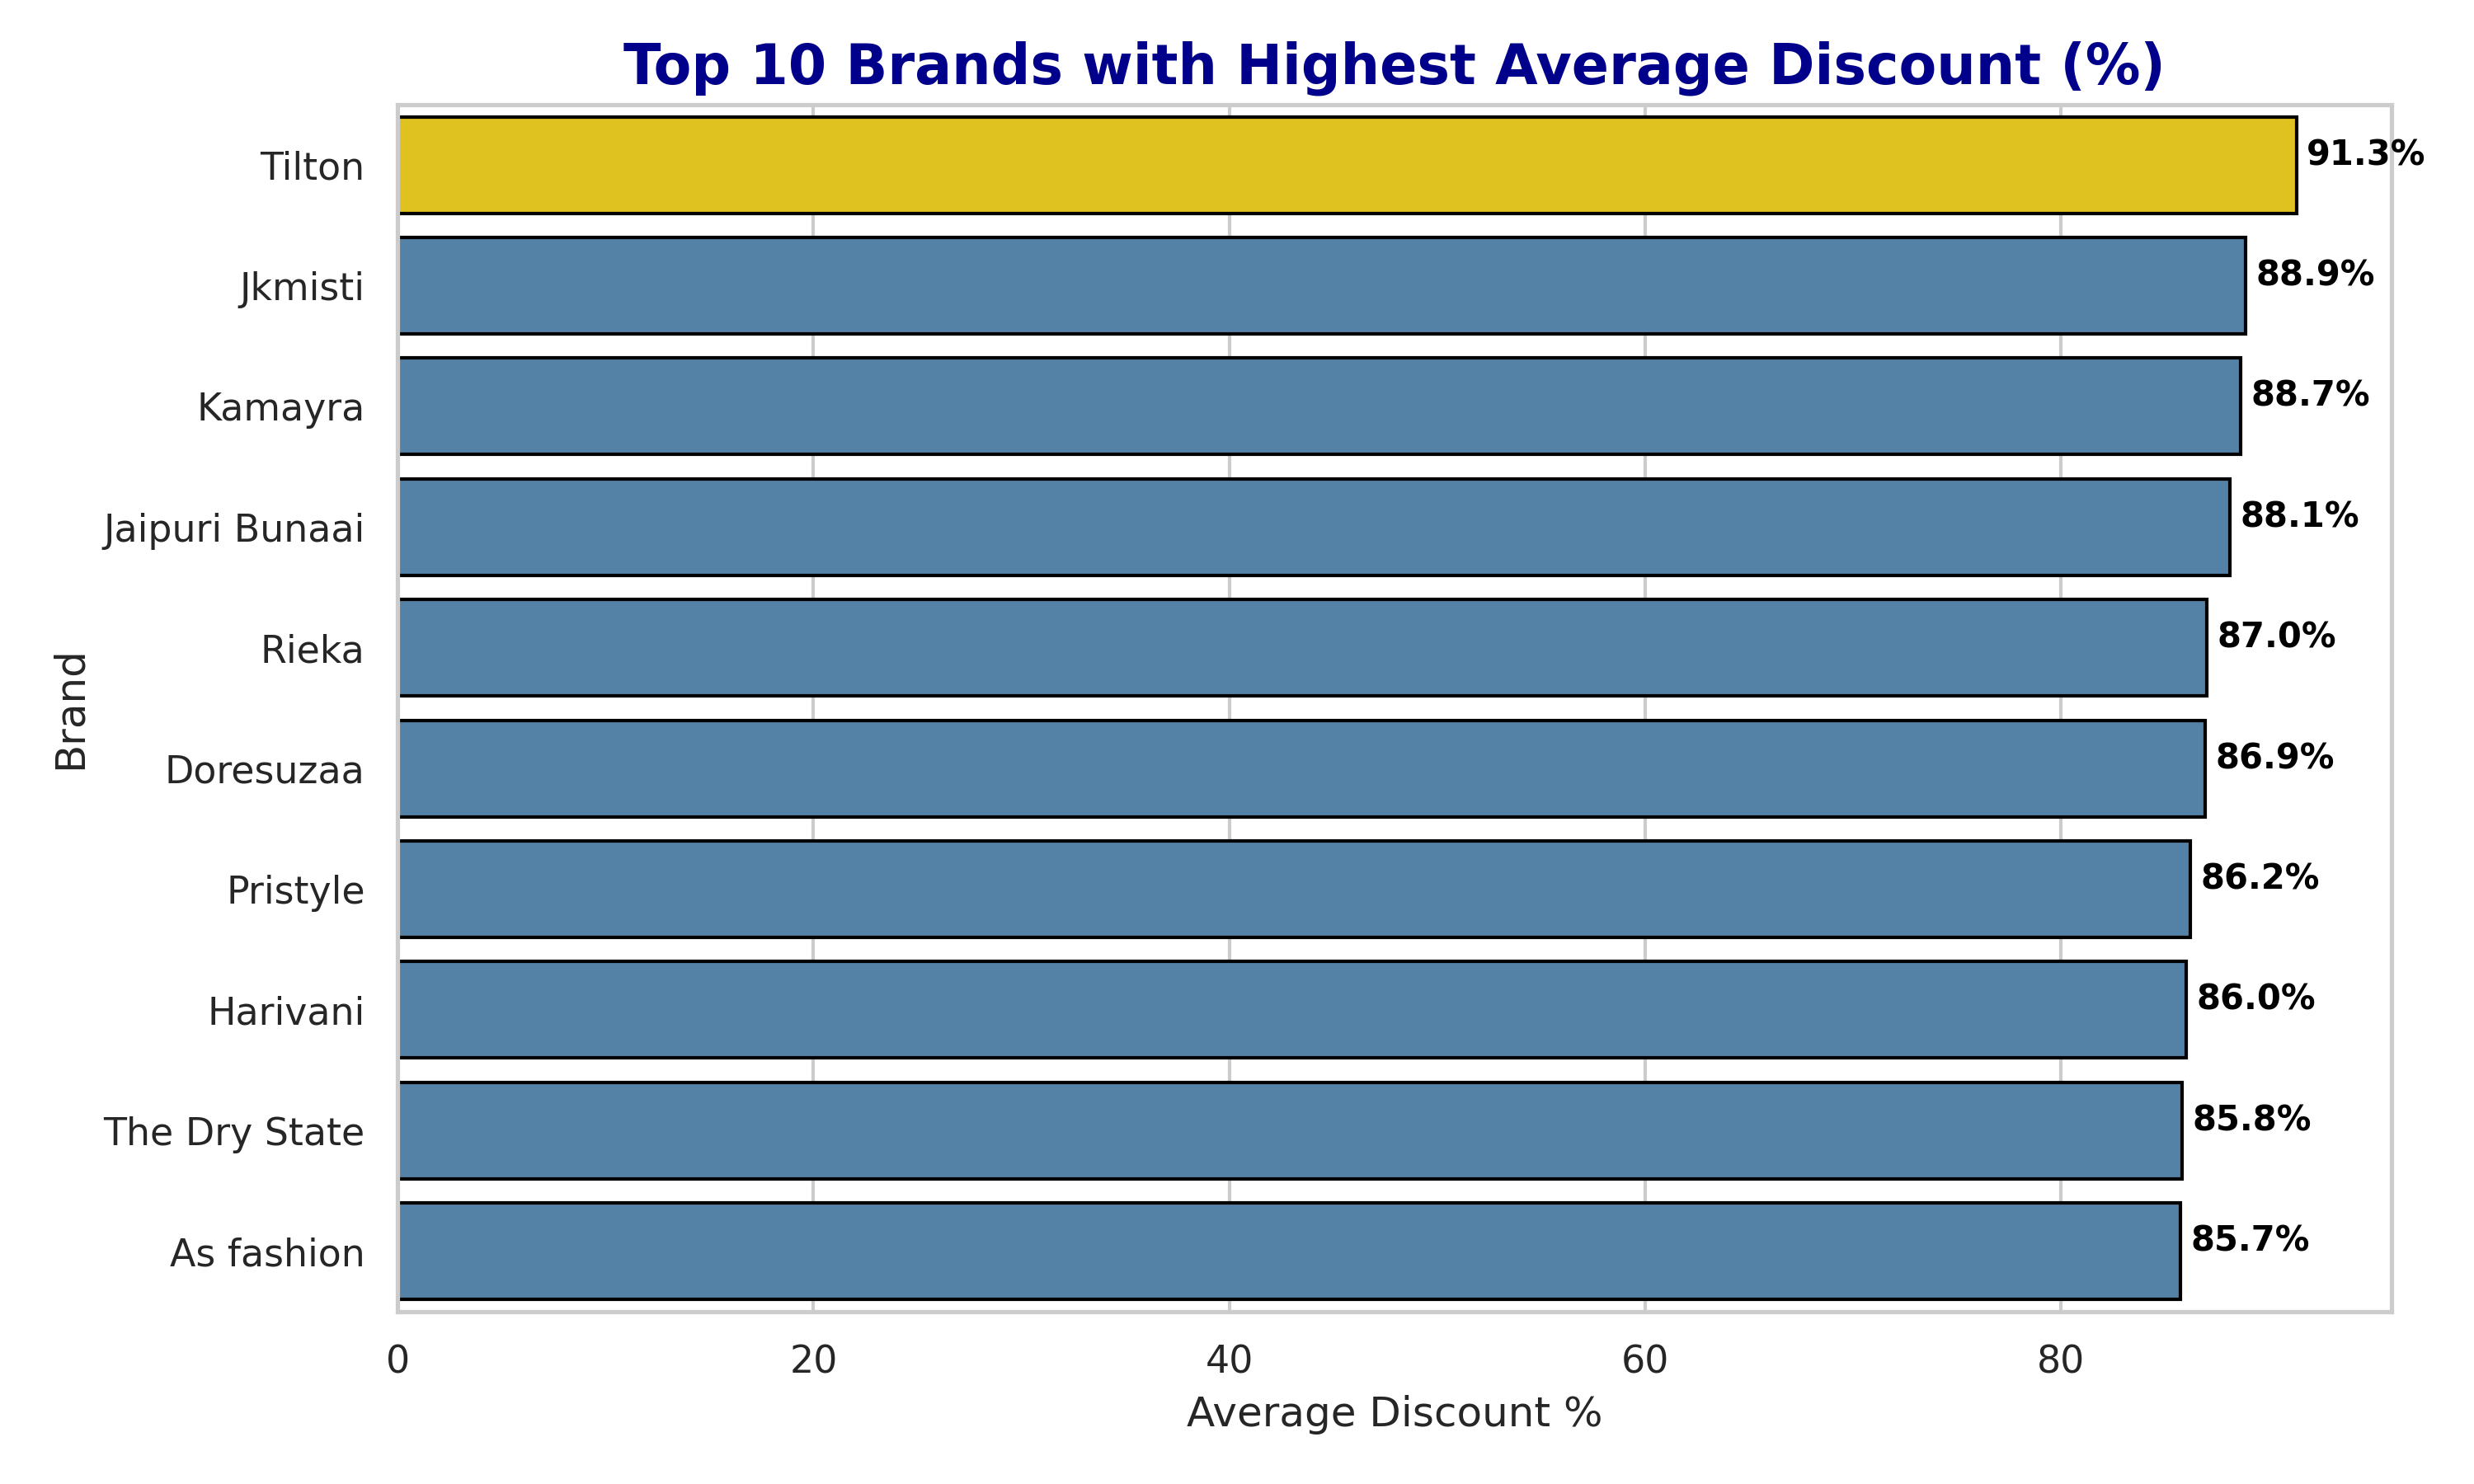 Top 10 Brands with Highest Average Discount (%)
Tilton 91.3%
Jkmisti 88.9%
Kamayra 88.7%
Jaipuri Bunaai 88.1%
Rieka 87.0%
Doresuzaa 86.9%
Pristyle 86.2%
Harivani 86.0%
The Dry State 85.8%
As fashion 85.7%
Brand
0 20 40 60 80
Average Discount %